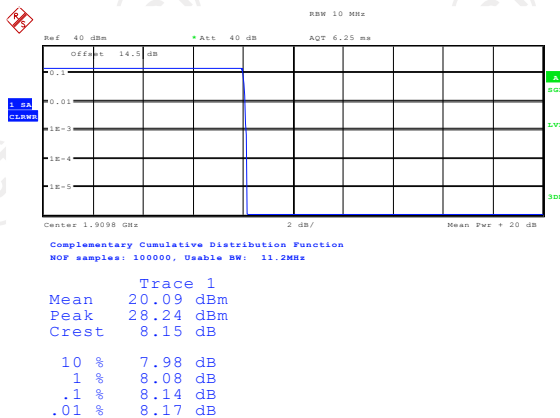 RBW 10 MHz
Ref 40 dBm * Att 40 dB AQT 6.25 ms
Offset 14.5 dB
0.1
0.01
1E-3
1E-4
1E-5
1 SA
CLRWR
A
SGL
LVL
3DB
Center 1.9098 GHz 2 dB/ Mean Pwr + 20 dB
Complementary Cumulative Distribution Function
NOF samples: 100000, Usable BW: 11.2MHz
Trace 1
Mean 20.09 dBm
Peak 28.24 dBm
Crest 8.15 dB
10 % 7.98 dB
1 % 8.08 dB
.1 % 8.14 dB
.01 % 8.17 dB